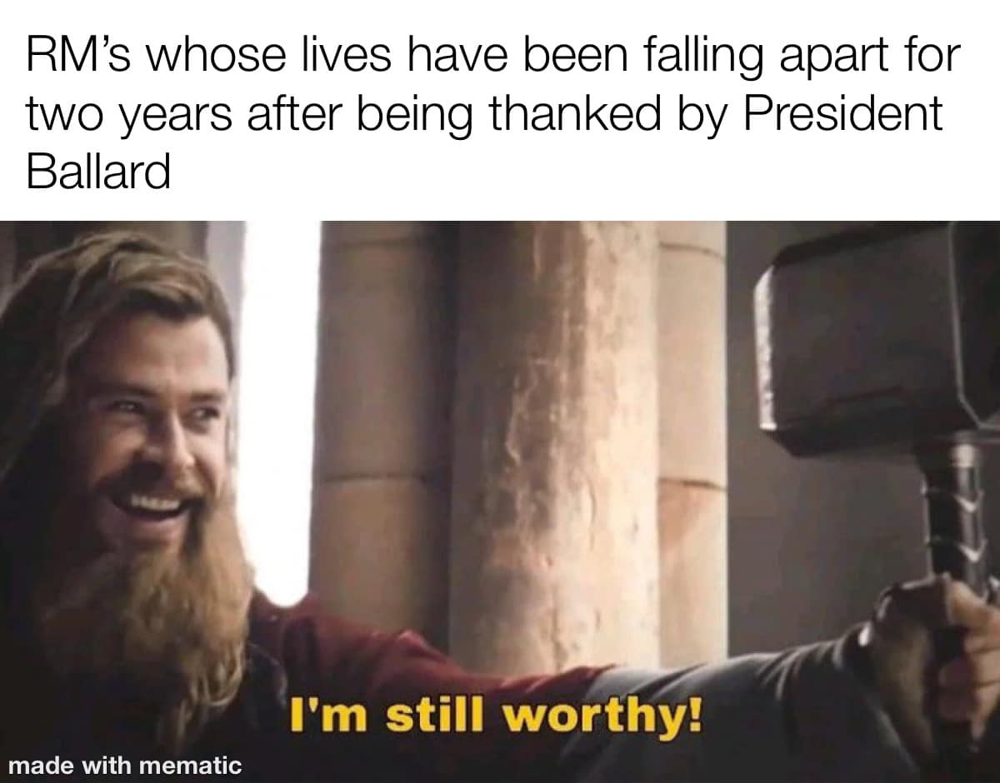 RM’s whose lives have been falling apart for
two years after being thanked by President
Ballard
I'm still worthy!
made with mematic